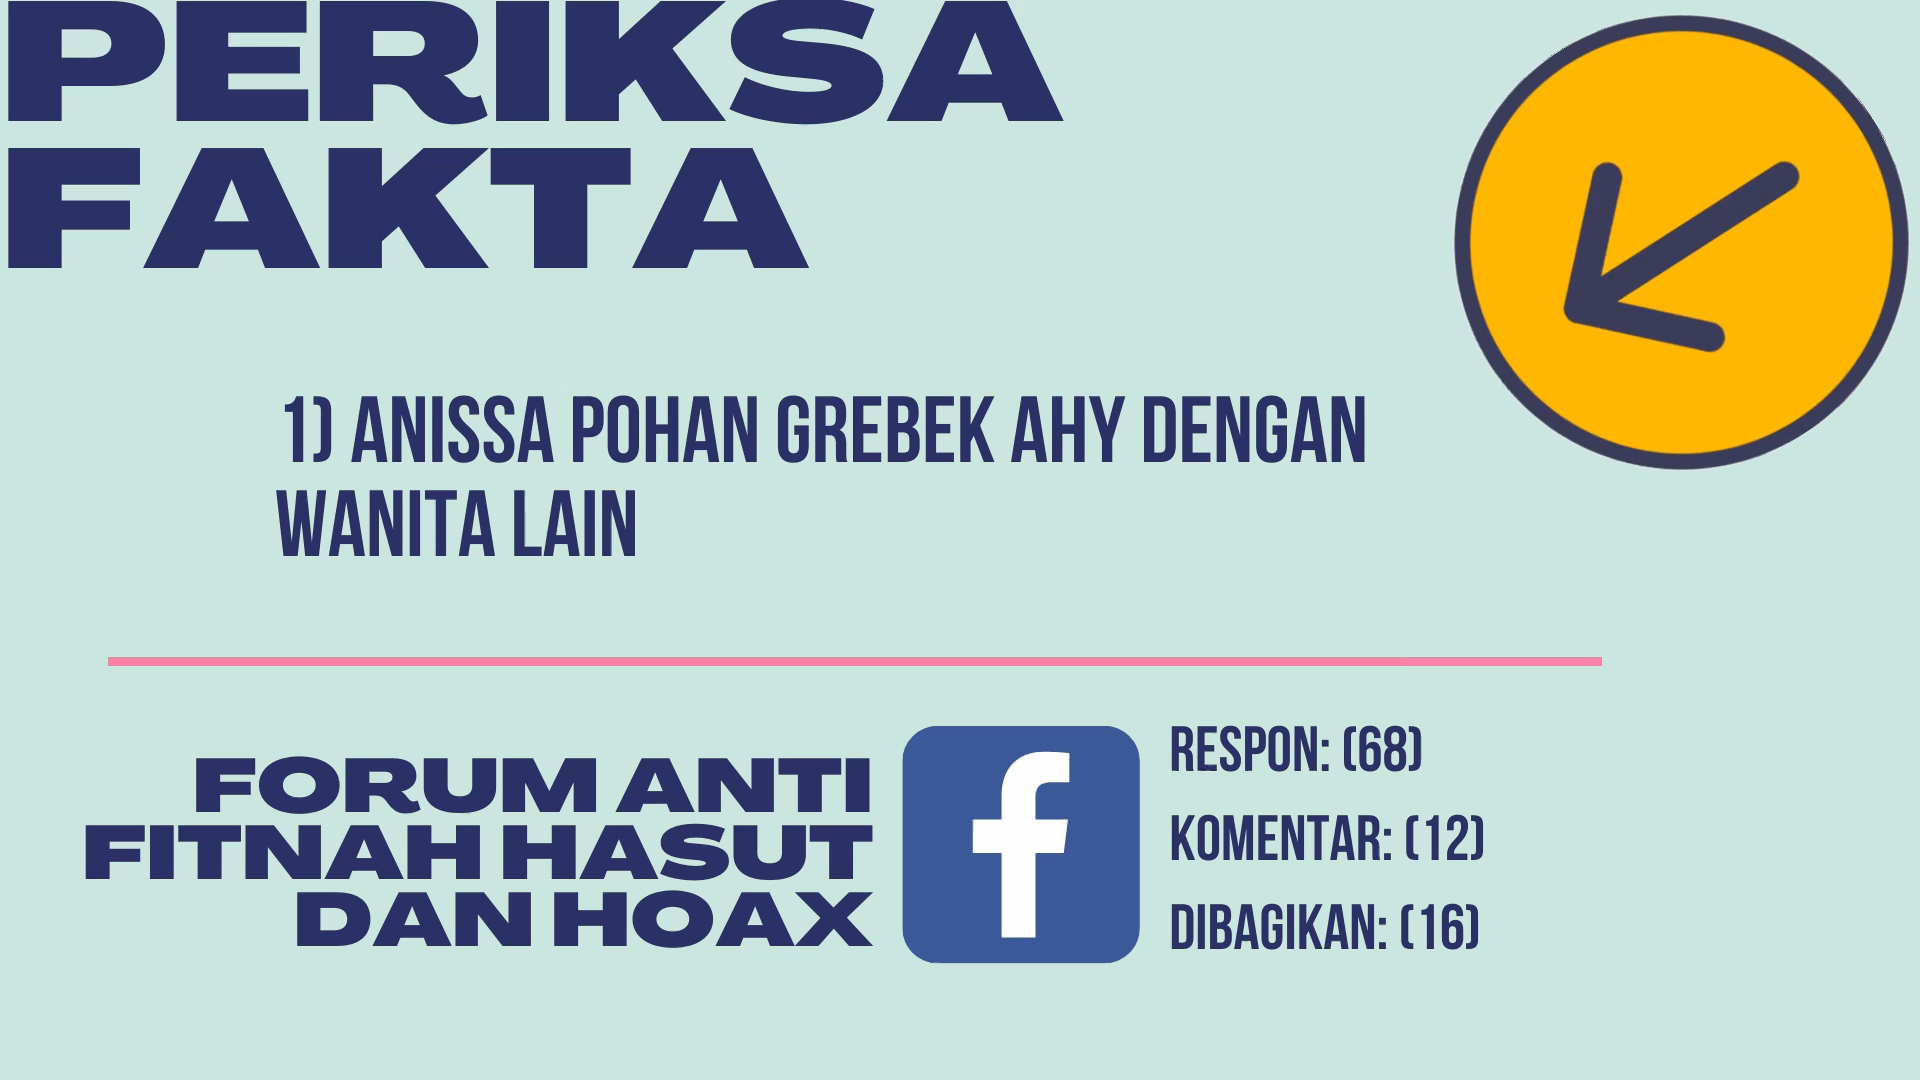 PERIKSA
FAKTA
1) ANISSA POHAN GREBEK AHY DENGAN
WANITA LAIN
FORUM ANTI
FITNAH HASUT
DAN HOAX
RESPON: (68)
KOMENTAR: (12)
DIBAGIKAN: (16)